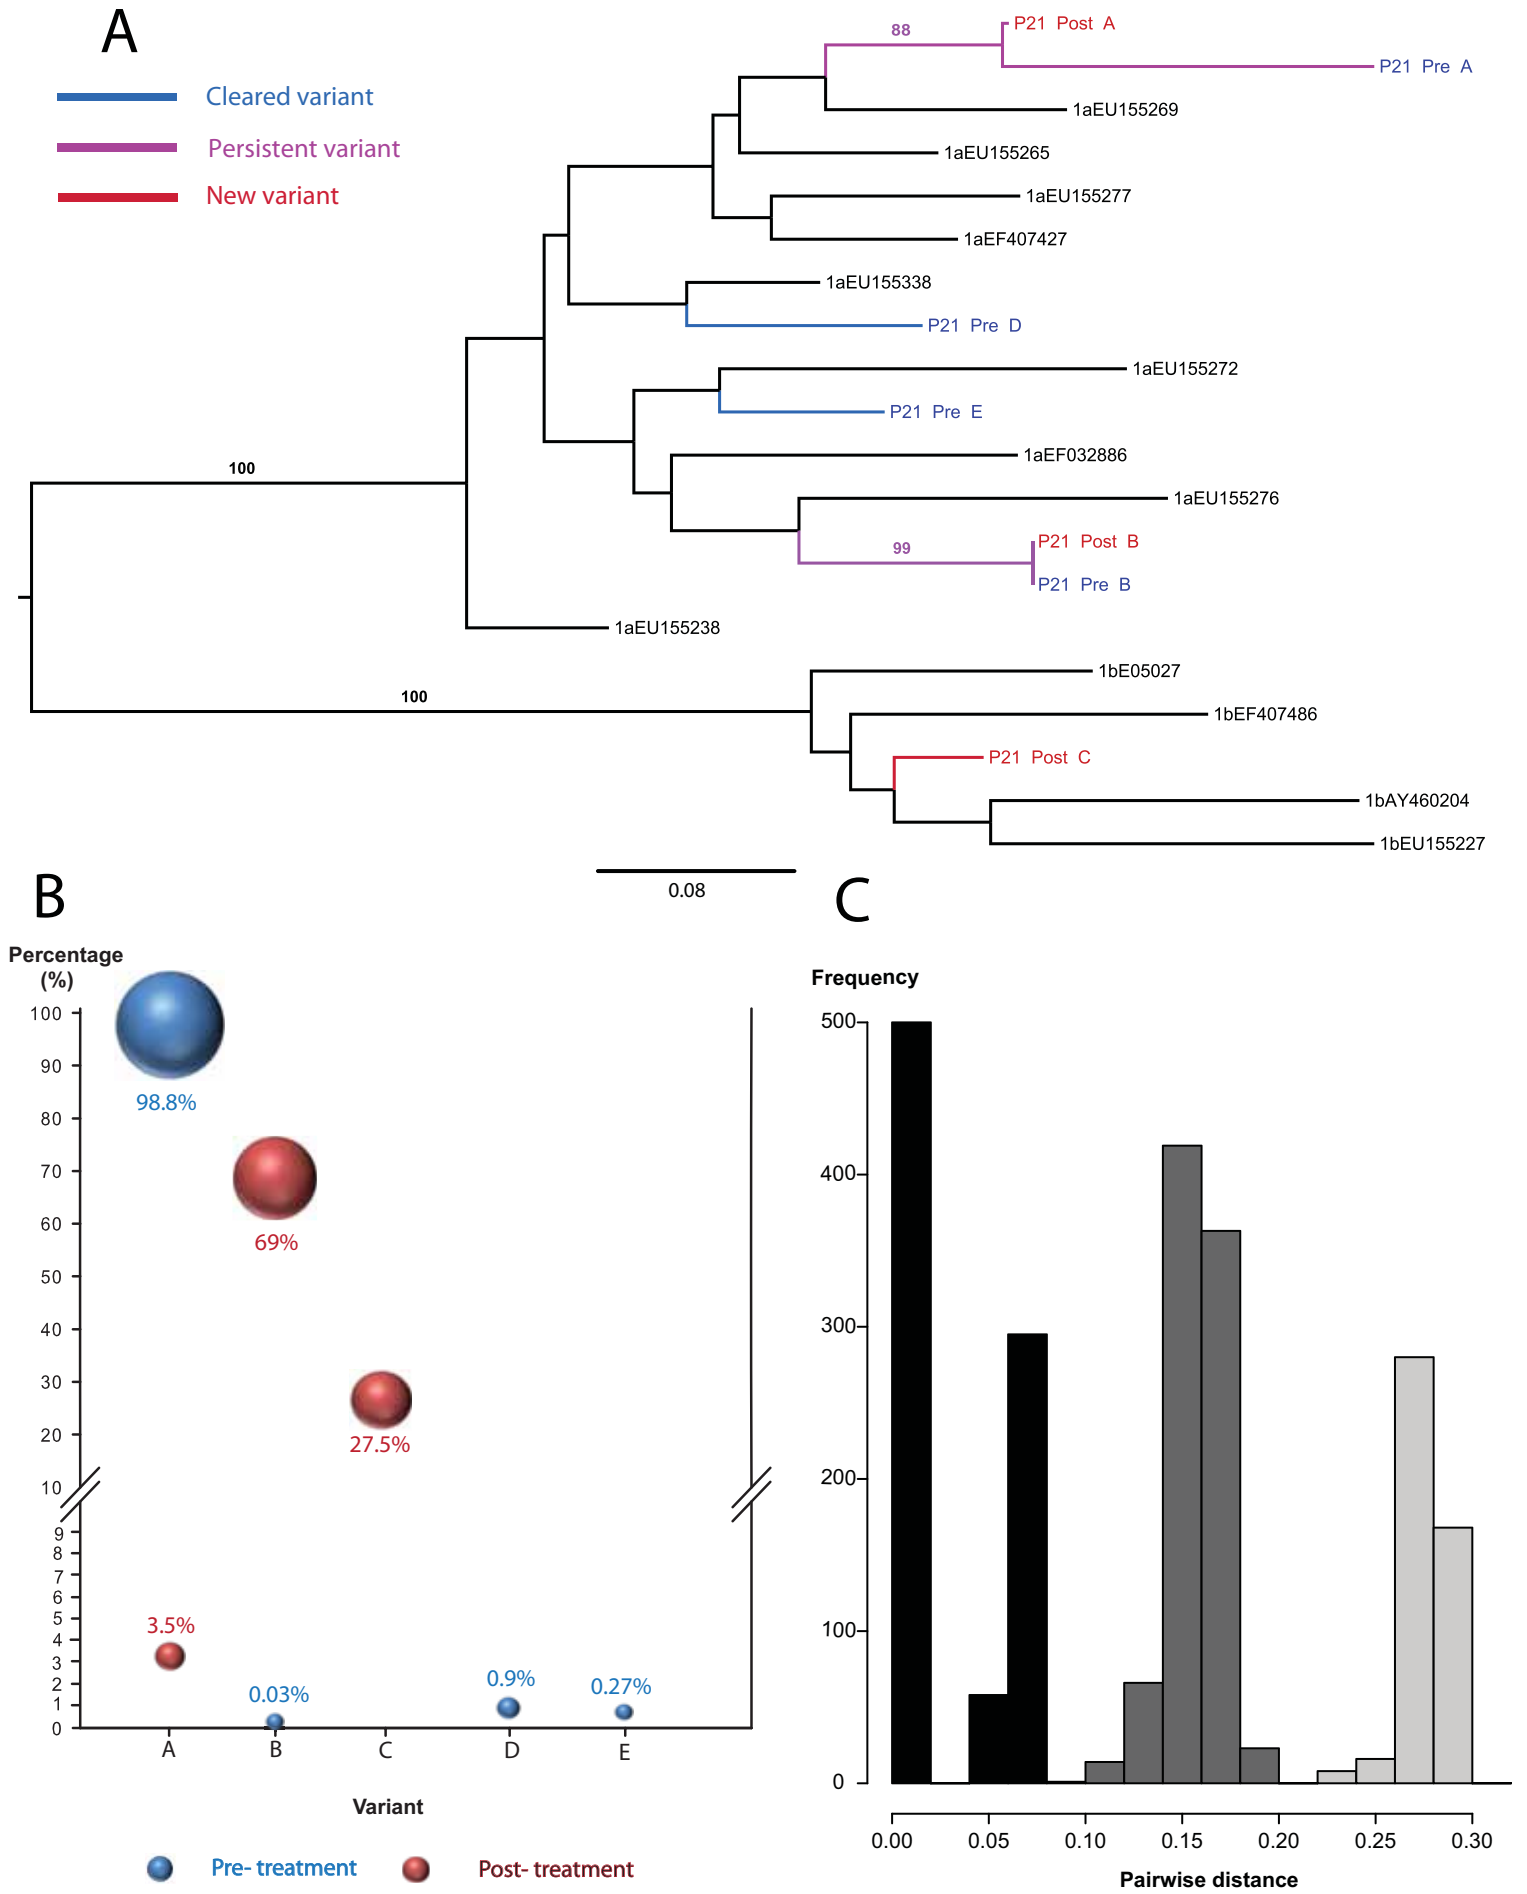 A
Cleared variant
Persistent variant
New variant
88
P21 Post A
P21 Pre A
1aEU155269
1aEU155265
1aEU155277
1aEF407427
1aEU155338
P21 Pre D
1aEU155272
P21 Pre E
1aEF032886
100
1aEU155276
99
P21 Post B
P21 Pre B
1aEU155238
1bE05027
100
1bEF407486
P21 Post C
1bAY460204
1bEU155227
0.08
B
Percentage
(%)
100
90
80
70
60
50
40
30
20
10
9
8
7
6
5
4
3
2
1
0
98.8%
69%
27.5%
3.5%
0.03%
0.9%
0.27%
A B C D E
Variant
Pre- treatment Post- treatment
C
Frequency
500
400
300
200
100
0
0.00 0.05 0.10 0.15 0.20 0.25 0.30
Pairwise distance